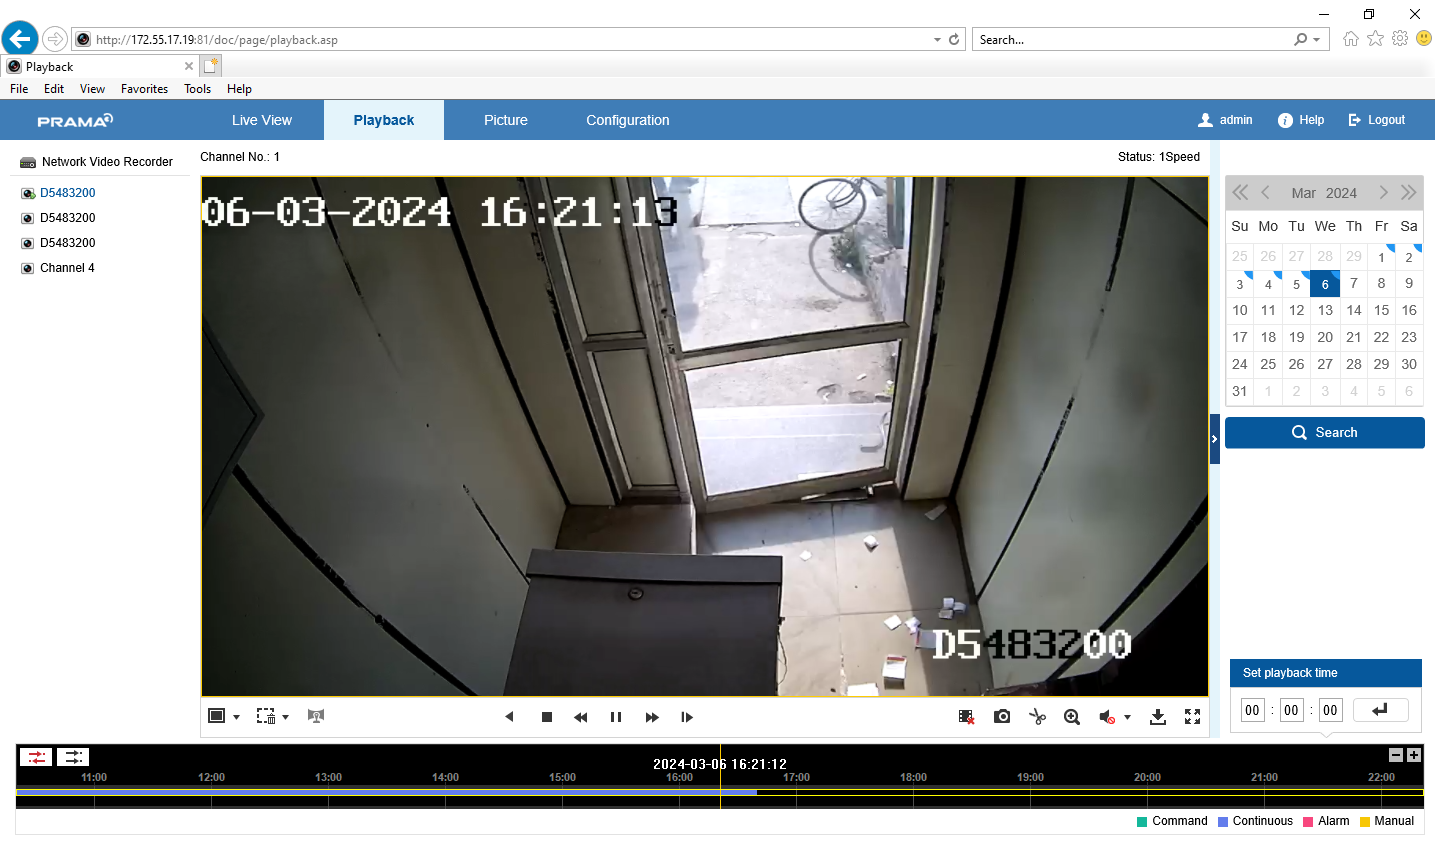 http://172.55.17.19:81/doc/page/playback.asp
Search...
Playback
File Edit View Favorites Tools Help
PRAMA
Live View Playback Picture Configuration
admin Help Logout
Network Video Recorder
D5483200
D5483200
D5483200
Channel 4
Channel No.: 1
Status: 1Speed
06-03-2024 16:21:13
D5483200
Mar 2024
Su Mo Tu We Th Fr Sa
25 26 27 28 29 1 2
3 4 5 6 7 8 9
10 11 12 13 14 15 16
17 18 19 20 21 22 23
24 25 26 27 28 29 30
31 1 2 3 4 5 6
Search
Set playback time
00 : 00 : 00
2024-03-06 16:21:12
11:00 12:00 13:00 14:00 15:00 16:00 17:00 18:00 19:00 20:00 21:00 22:00
Command Continuous Alarm Manual